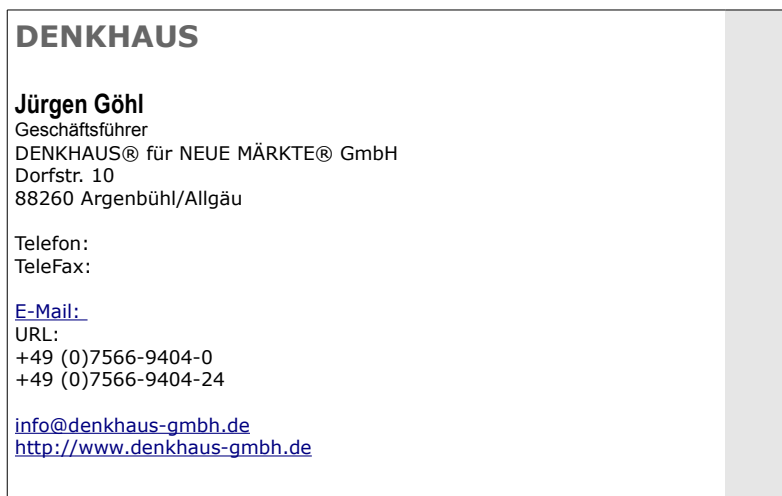 DENKHAUS
Jürgen Göhl
Geschäftsführer
DENKHAUS® für NEUE MÄRKTE® GmbH
Dorfstr. 10
88260 Argenbühl/Allgäu
Telefon:
TeleFax:
E-Mail:
URL:
+49 (0)7566-9404-0
+49 (0)7566-9404-24
info@denkhaus-gmbh.de
http://www.denkhaus-gmbh.de